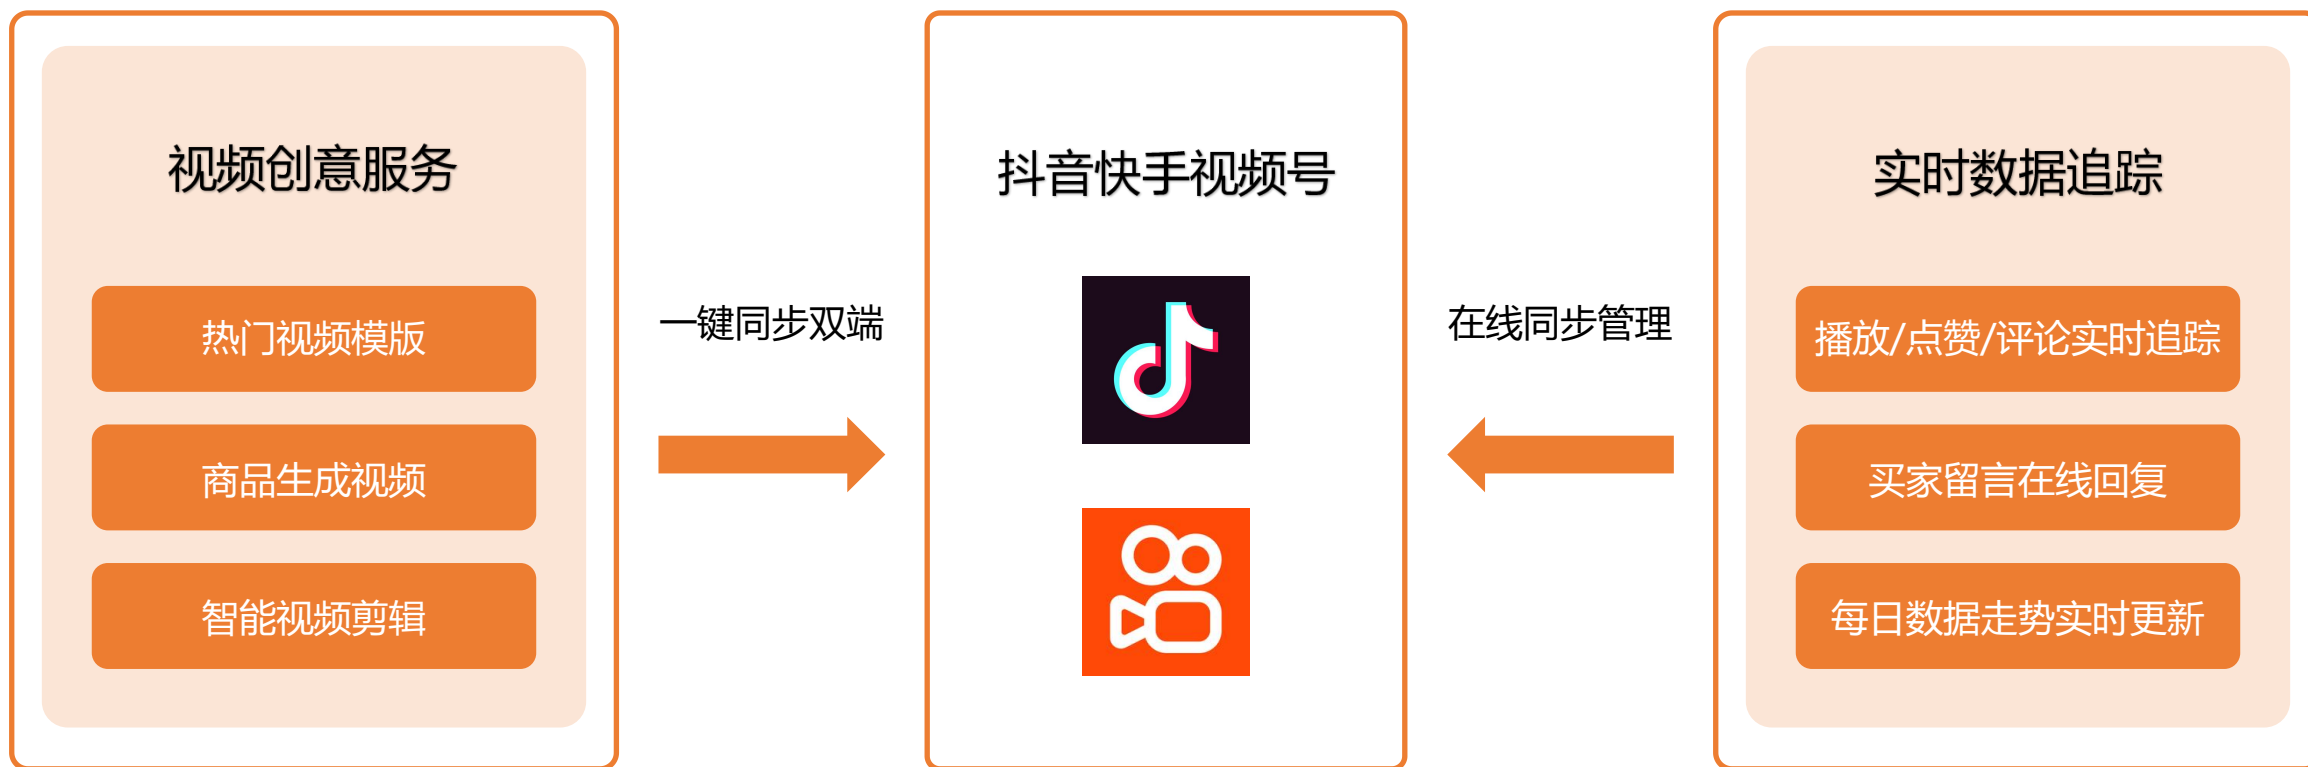 视频创意服务
热门视频模版
商品生成视频
智能视频剪辑
一键同步双端
抖音快手视频号
在线同步管理
实时数据追踪
播放/点赞/评论实时追踪
买家留言在线回复
每日数据走势实时更新